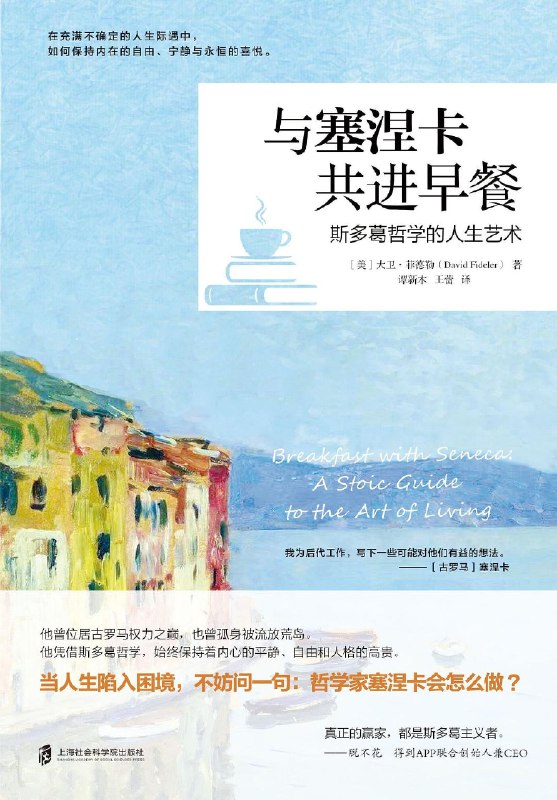 在充满不确定的人生际遇中，
如何保持内在的自由、宁静与永恒的喜悦。
与塞涅卡
共进早餐
斯多葛哲学的人生艺术
［美］大卫·菲德勒（David Fideler）著
谭新木 王蕾 译
Breakfast with Seneca:
A Stoic Guide
to the Art of Living
我为后代工作，写下一些可能对他们有益的想法。
——［古罗马］塞涅卡
他曾位居古罗马权力之巅，也曾孤身被流放荒岛。
他凭借斯多葛哲学，始终保持着内心的平静、自由和人格的高贵。
当人生陷入困境，不妨问一句：哲学家塞涅卡会怎么做？
真正的赢家，都是斯多葛主义者。
——脱不花 得到APP联合创始人兼CEO
上海社会科学院出版社
SHANGHAI ACADEMY OF SOCIAL SCIENCES PRESS